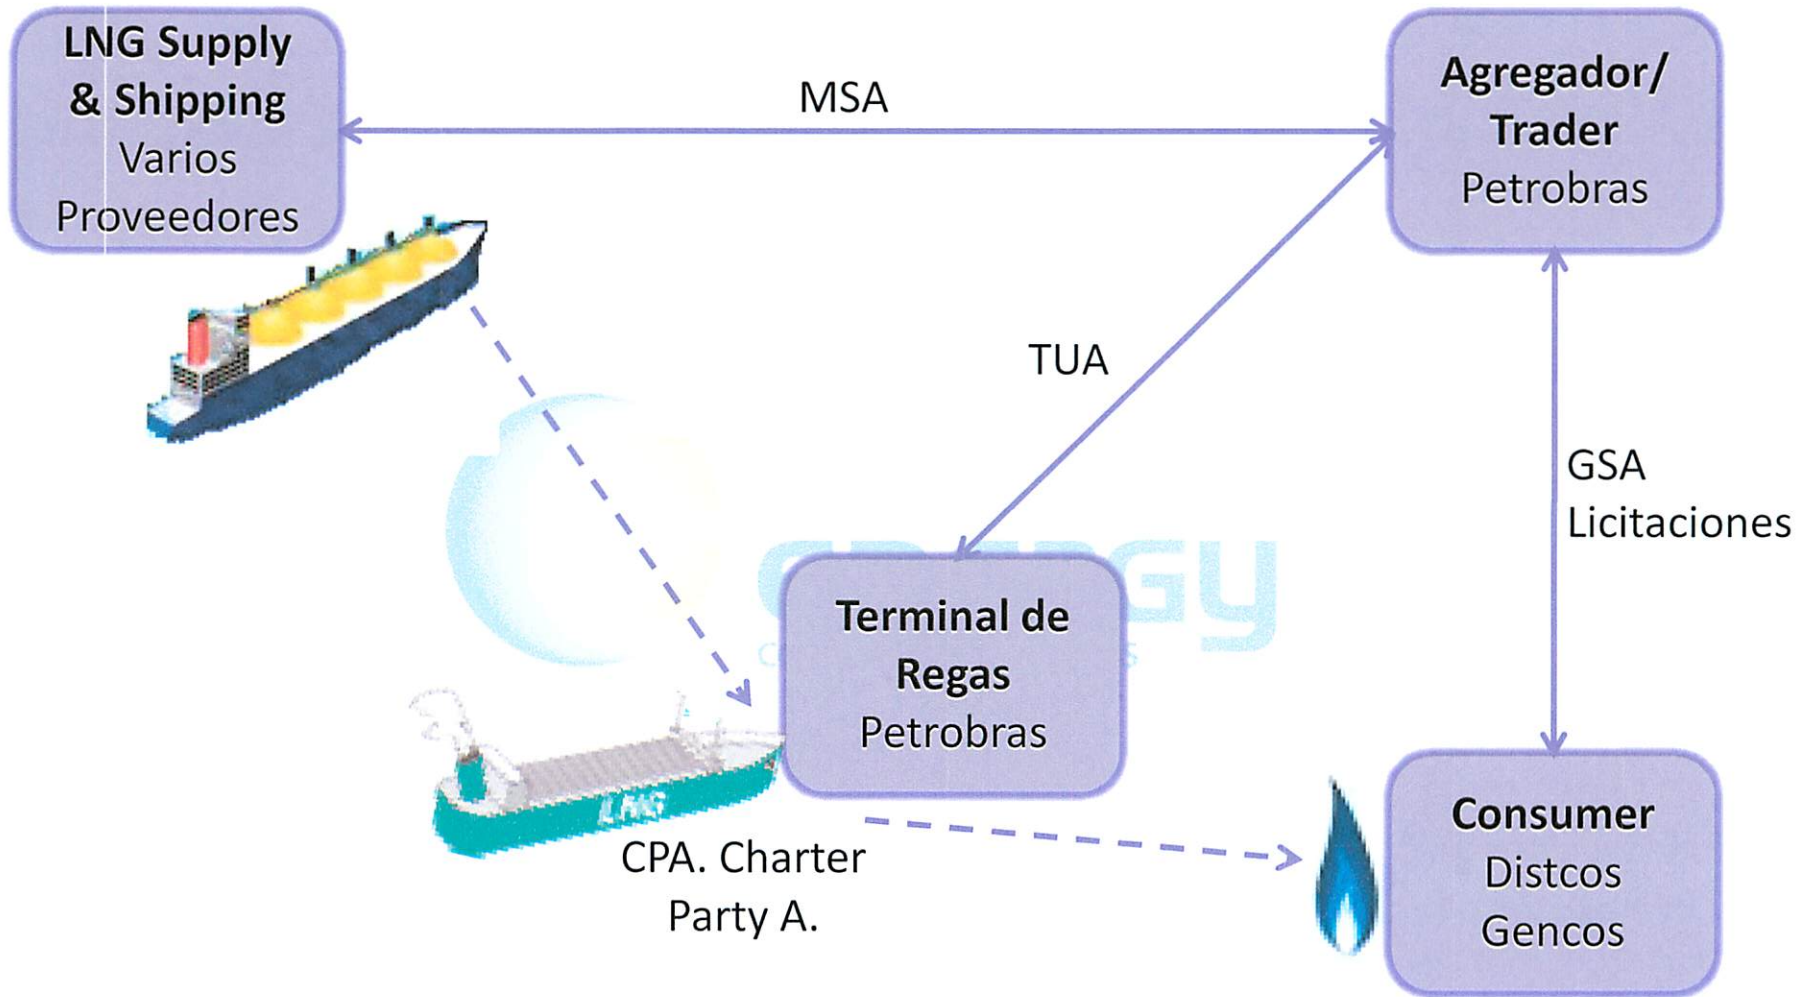 LNG Supply
& Shipping
Varios
Proveedores
MSA
Agregador/
Trader
Petrobras
TUA
GSA
Licitaciones
Terminal de
Regas
Petrobras
LNG
CPA. Charter
Party A.
Consumer
Distcos
Gencos